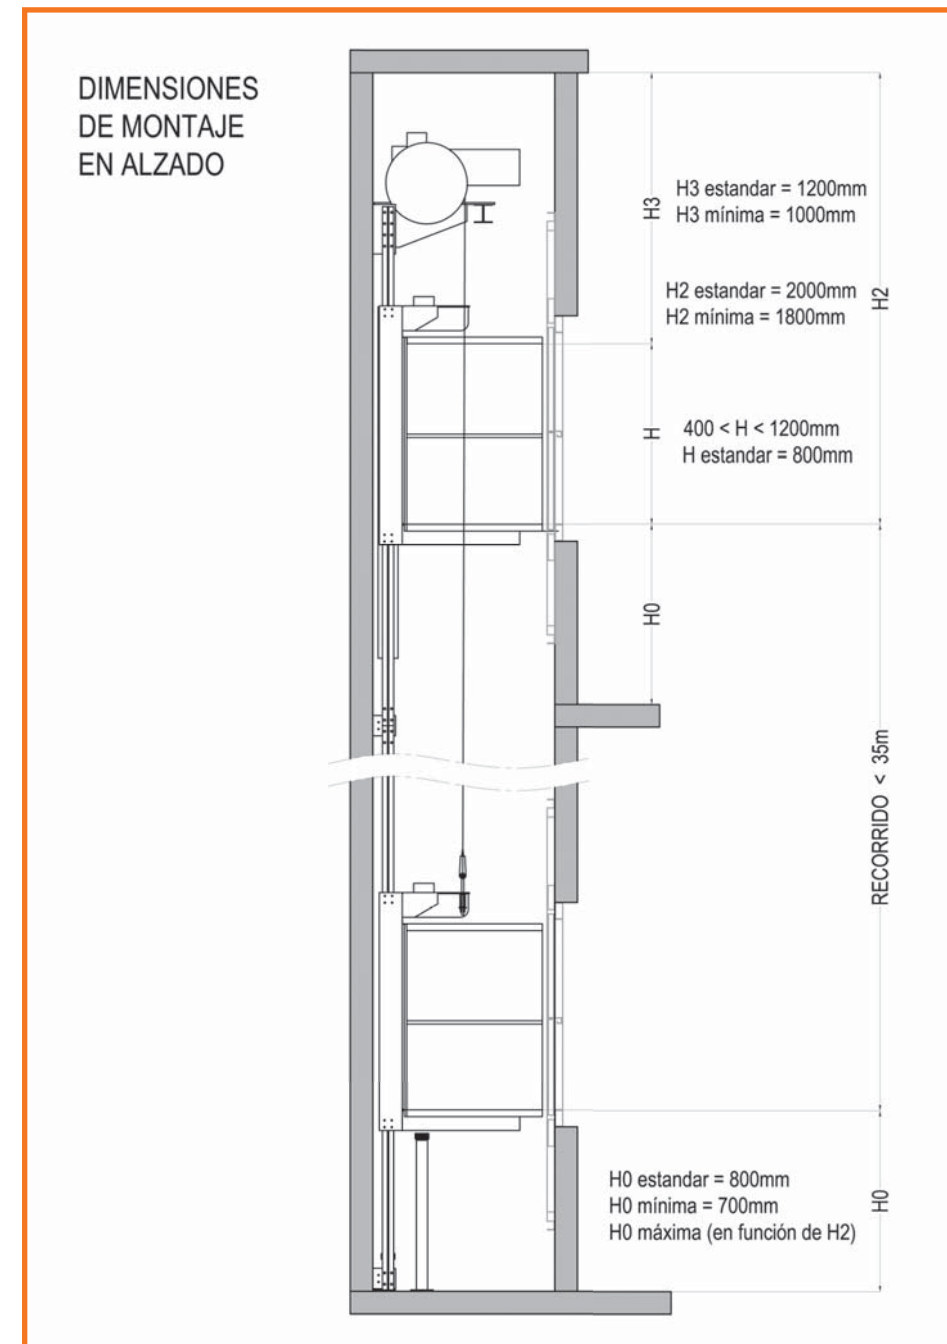 DIMENSIONES
DE MONTAJE
EN ALZADO
H3
H3 estandar = 1200mm
H3 mínima = 1000mm
H2 estandar = 2000mm
H2 mínima = 1800mm
H2
H
400 < H < 1200mm
H estandar = 800mm
H0
RECORRIDO < 35m
H0 estandar = 800mm
H0 mínima = 700mm
H0 máxima (en función de H2)
H0